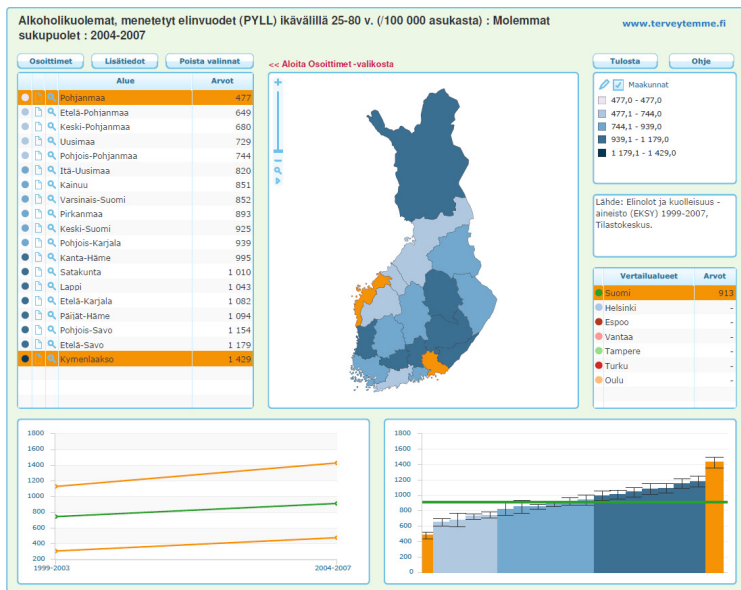 Alkoholikuolemat, menetetyt elinvuodet (PYLL) ikävälillä 25-80 v. (/100 000 asukasta) : Molemmat
sukupuolet : 2004-2007
www.terveytemme.fi
Osoittimet Lisätiedot Poista valinnat
<< Aloita Osoittimet -valikosta
Tulosta Ohje
Alue Arvot
Pohjanmaa 477
Etelä-Pohjanmaa 649
Keski-Pohjanmaa 680
Uusimaa 729
Pohjois-Pohjanmaa 744
Itä-Uusimaa 820
Kainuu 851
Varsinais-Suomi 852
Pirkanmaa 893
Keski-Suomi 925
Pohjois-Karjala 939
Kanta-Häme 995
Satakunta 1 010
Lappi 1 043
Etelä-Karjala 1 082
Päijät-Häme 1 094
Pohjois-Savo 1 154
Etelä-Savo 1 179
Kymenlaakso 1 429
Maakunnat
477,0 - 477,0
477,1 - 744,0
744,1 - 939,0
939,1 - 1 179,0
1 179,1 - 1 429,0
Lähde: Elinolot ja kuolleisuus -
aineisto (EKSY) 1999-2007,
Tilastokeskus.
Vertailualueet Arvot
Suomi 913
Helsinki -
Espoo -
Vantaa -
Tampere -
Turku -
Oulu -
1800
1600
1400
1200
1000
800
600
400
200
1999-2003 2004-2007
1800
1600
1400
1200
1000
800
600
400
200
0